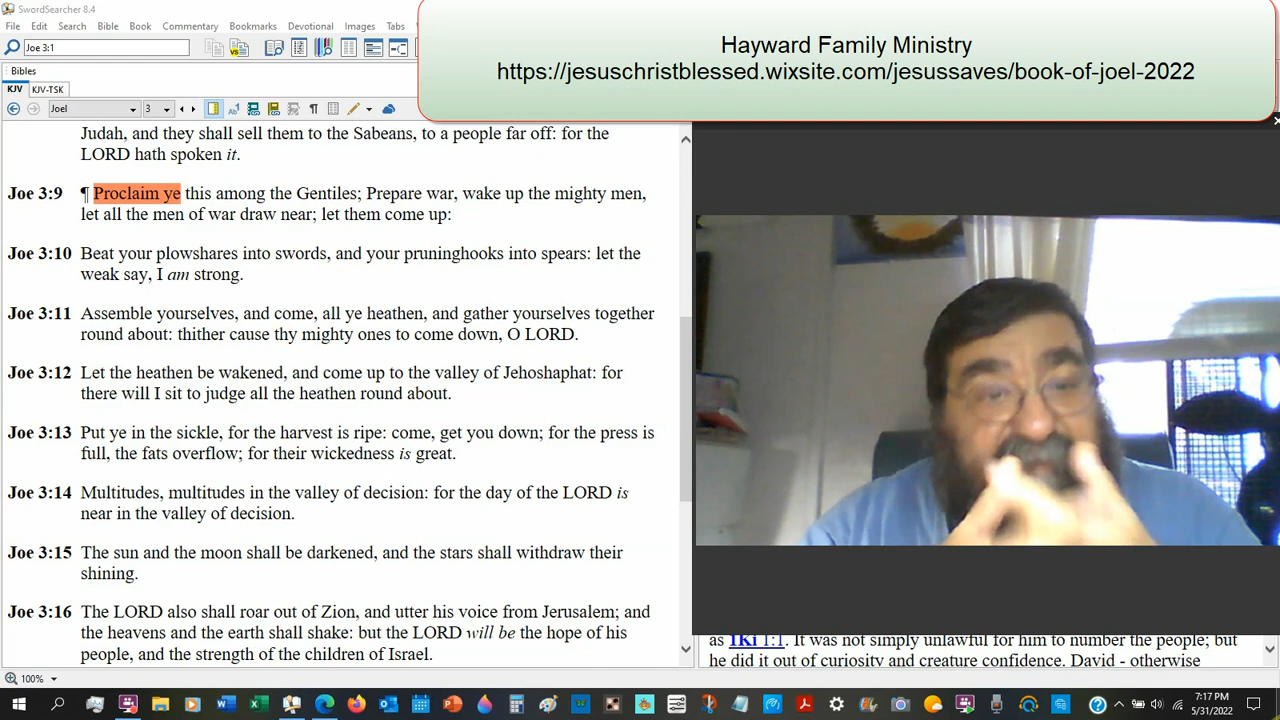 SwordSearcher 8.4
File Edit Search Bible Book Commentary Bookmarks Devotional Images Tabs
Joe 3:1
Hayward Family Ministry
https://jesuschristblessed.wixsite.com/jesussaves/book-of-joel-2022
Bibles
KJV KJV-TSK
Joel 3
Judah, and they shall sell them to the Sabeans, to a people far off: for the
LORD hath spoken it.
Joe 3:9 ¶ Proclaim ye this among the Gentiles; Prepare war, wake up the mighty men,
let all the men of war draw near; let them come up:
Joe 3:10 Beat your plowshares into swords, and your pruninghooks into spears: let the
weak say, I am strong.
Joe 3:11 Assemble yourselves, and come, all ye heathen, and gather yourselves together
round about: thither cause thy mighty ones to come down, O LORD.
Joe 3:12 Let the heathen be wakened, and come up to the valley of Jehoshaphat: for
there will I sit to judge all the heathen round about.
Joe 3:13 Put ye in the sickle, for the harvest is ripe: come, get you down; for the press is
full, the fats overflow; for their wickedness is great.
Joe 3:14 Multitudes, multitudes in the valley of decision: for the day of the LORD is
near in the valley of decision.
Joe 3:15 The sun and the moon shall be darkened, and the stars shall withdraw their
shining.
Joe 3:16 The LORD also shall roar out of Zion, and utter his voice from Jerusalem; and
the heavens and the earth shall shake: but the LORD will be the hope of his
people, and the strength of the children of Israel.
as 1Ki 1:1. It was not simply unlawful for him to number the people; but
he did it out of curiosity and creature confidence. David - otherwise
100%
7:17 PM
5/31/2022